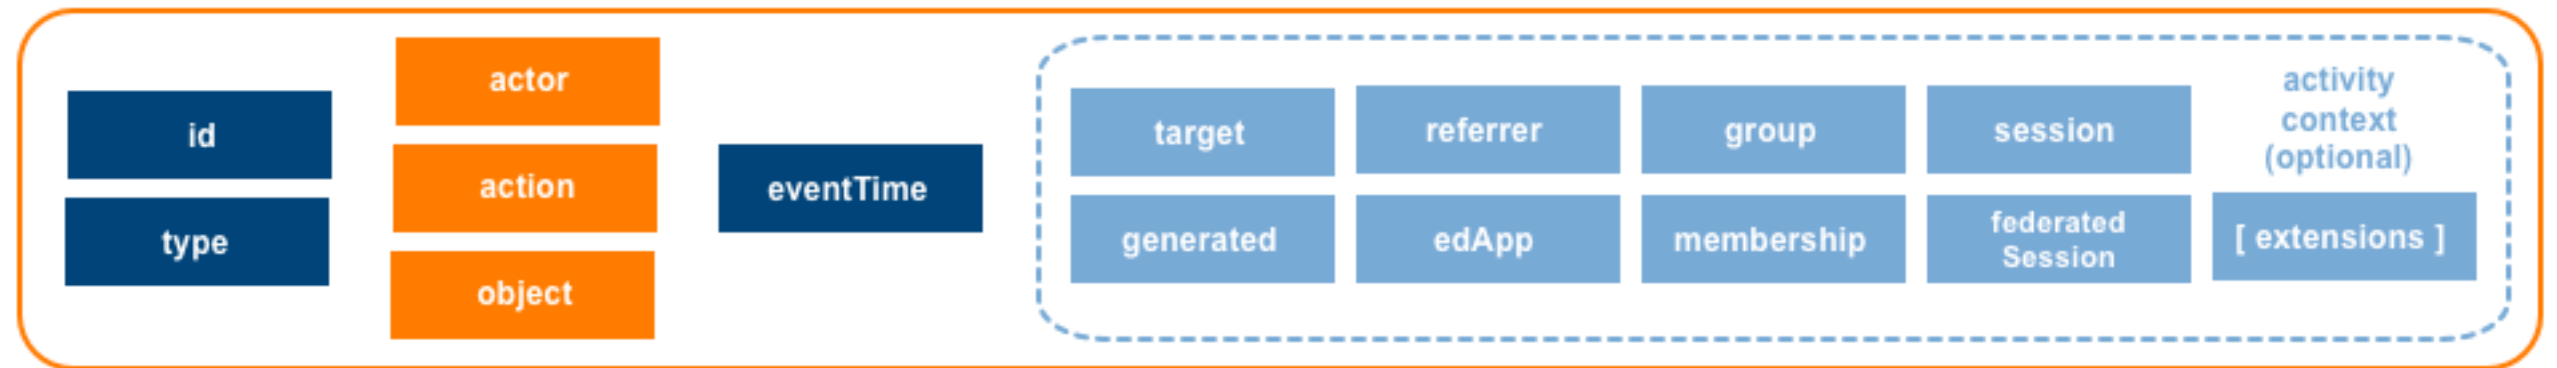 id
type
actor
action
object
eventTime
target
referrer
group
session
activity
context
(optional)
generated
edApp
membership
federated
Session
[ extensions ]